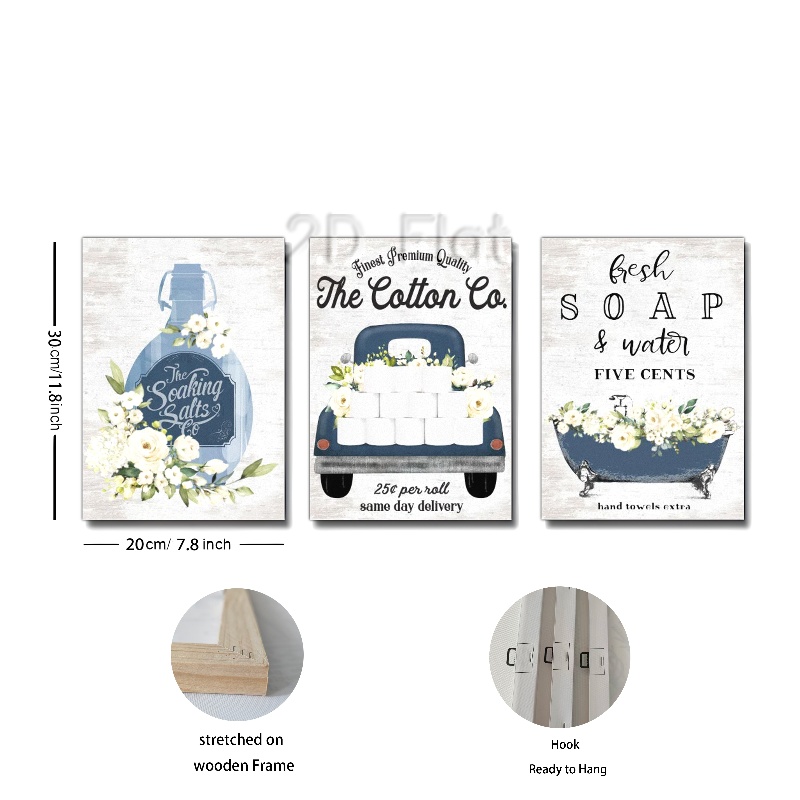 2D Flat
30cm/11.8inch
The
Soaking
Salts
Co
Finest Premium Quality
The Cotton Co.
25¢ per roll
same day delivery
fresh
SOAP
& water
FIVE CENTS
hand towels extra
20cm/ 7.8 inch
stretched on
wooden Frame
Hook
Ready to Hang